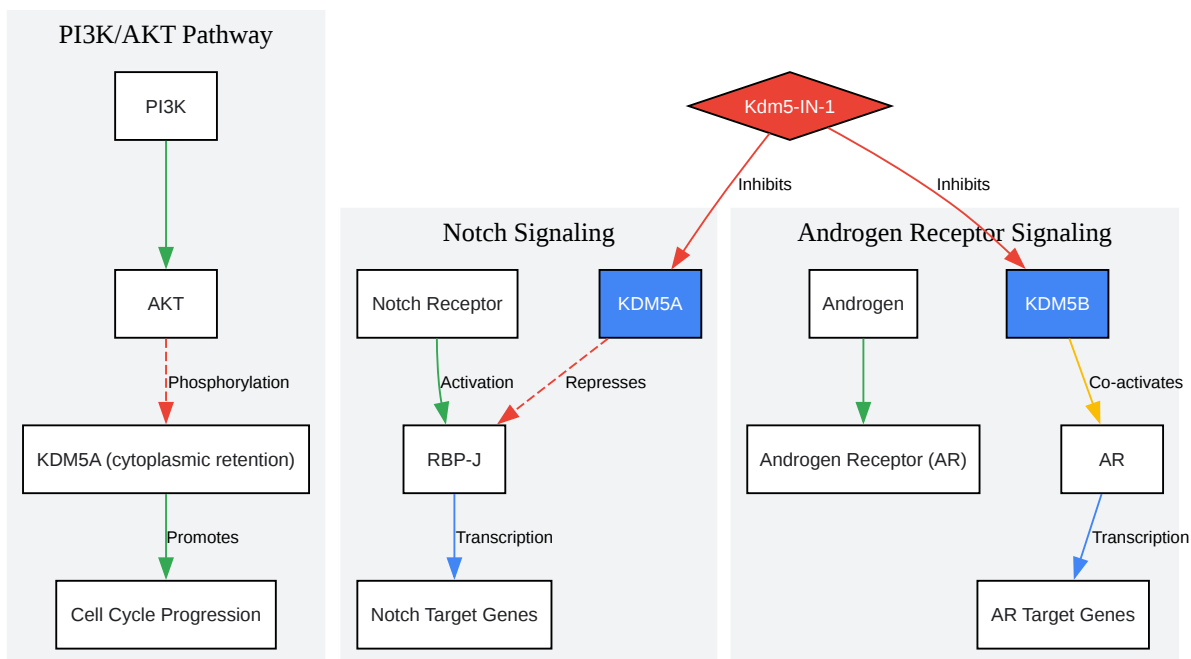 PI3K/AKT Pathway
PI3K
AKT
Phosphorylation
KDM5A (cytoplasmic retention)
Promotes
Cell Cycle Progression
Kdm5-IN-1
Inhibits
Inhibits
Notch Signaling
Notch Receptor
KDM5A
Activation
Represses
RBP-J
Transcription
Notch Target Genes
Androgen Receptor Signaling
Androgen
KDM5B
Co-activates
Androgen Receptor (AR)
AR
Transcription
AR Target Genes